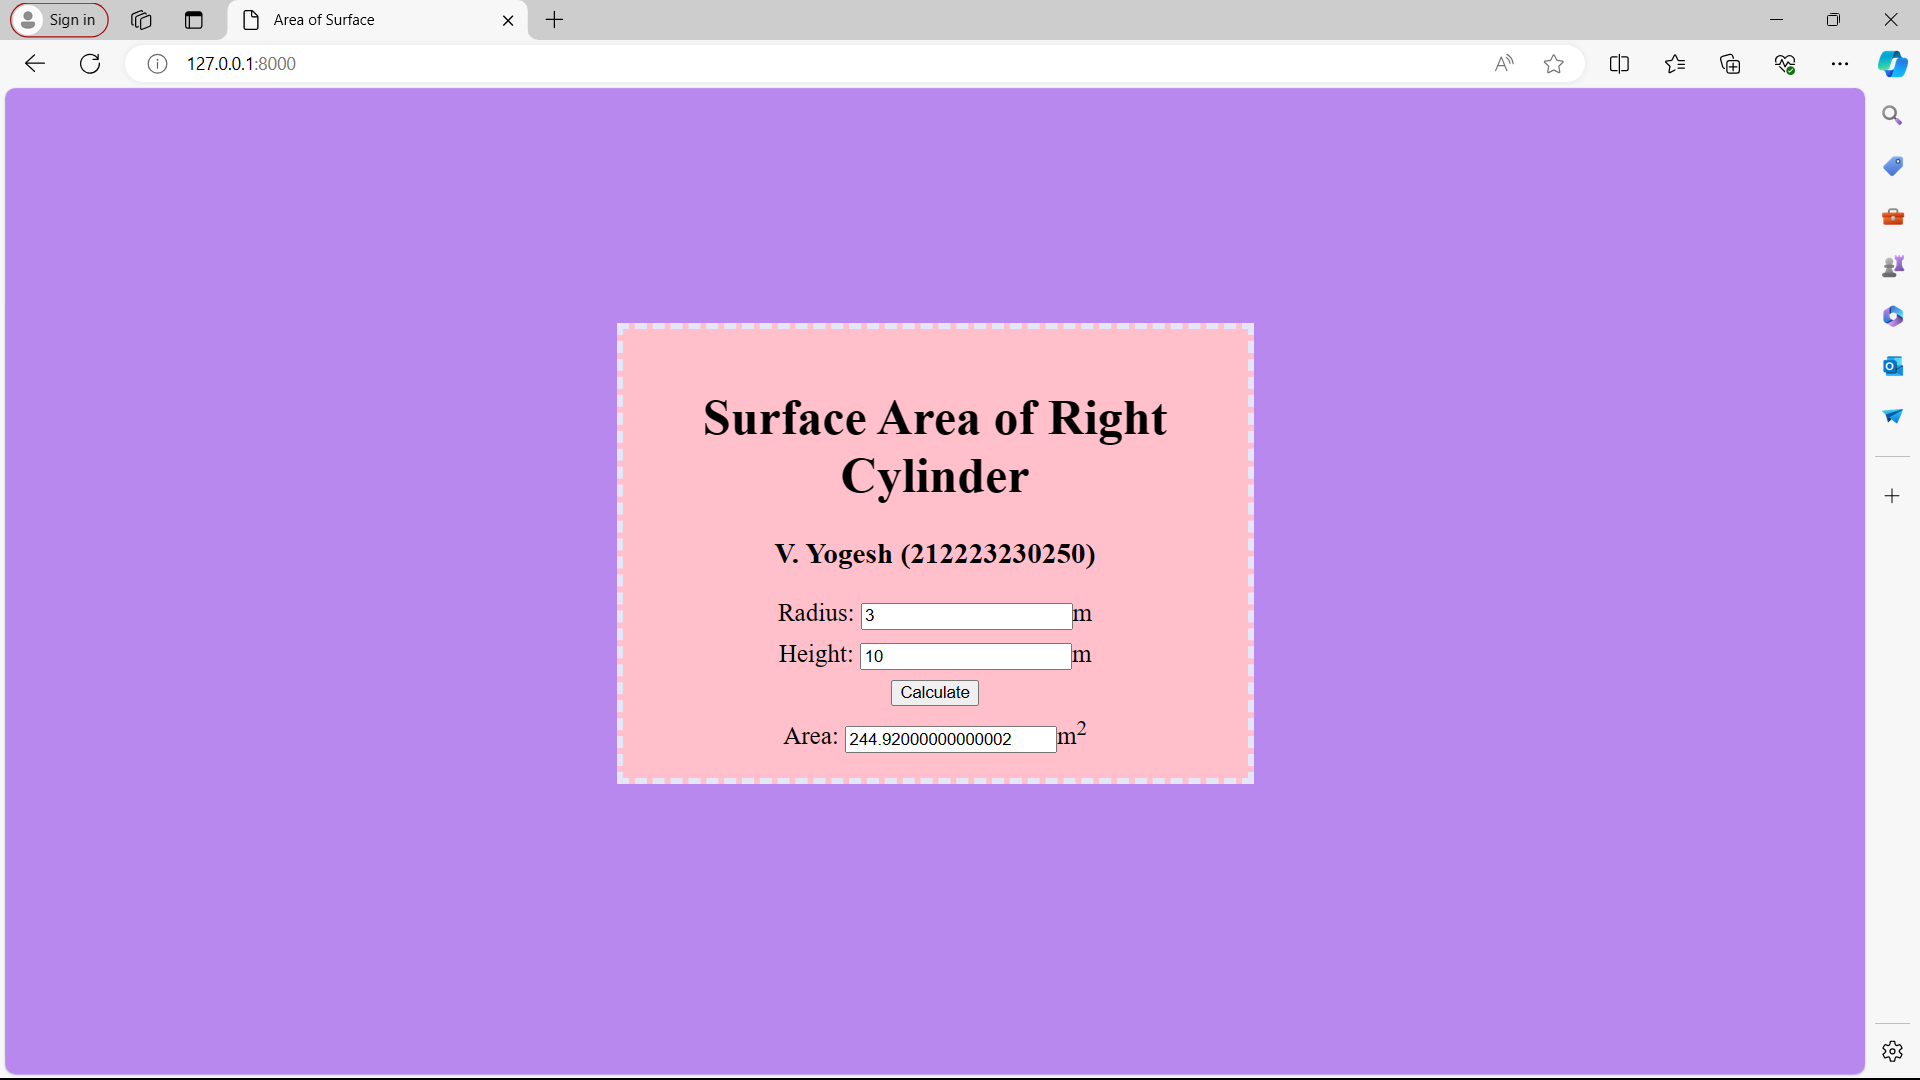 Sign in
Area of Surface
127.0.0.1:8000
Surface Area of Right
Cylinder
V. Yogesh (212223230250)
Radius: 3 m
Height: 10 m
Calculate
Area: 244.92000000000002 m²